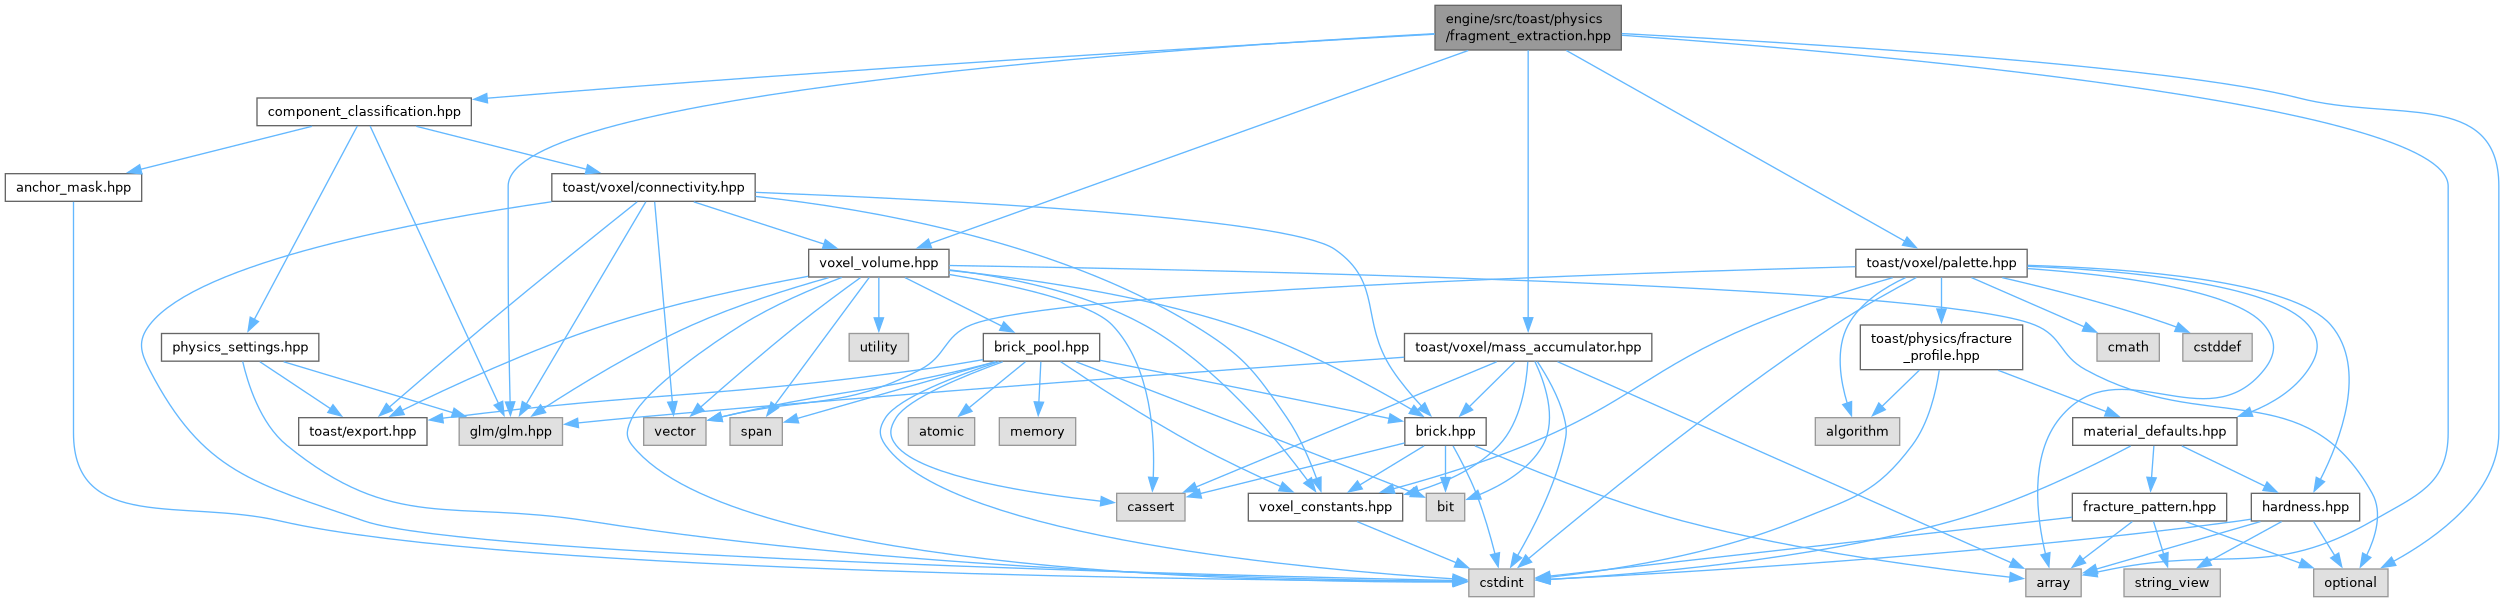 engine/src/toast/physics
/fragment_extraction.hpp
component_classification.hpp
anchor_mask.hpp
toast/voxel/connectivity.hpp
voxel_volume.hpp
toast/voxel/palette.hpp
physics_settings.hpp
utility
brick_pool.hpp
toast/voxel/mass_accumulator.hpp
toast/physics/fracture
_profile.hpp
cmath
cstddef
toast/export.hpp
glm/glm.hpp
vector
span
atomic
memory
brick.hpp
algorithm
material_defaults.hpp
cassert
voxel_constants.hpp
bit
fracture_pattern.hpp
hardness.hpp
cstdint
array
string_view
optional